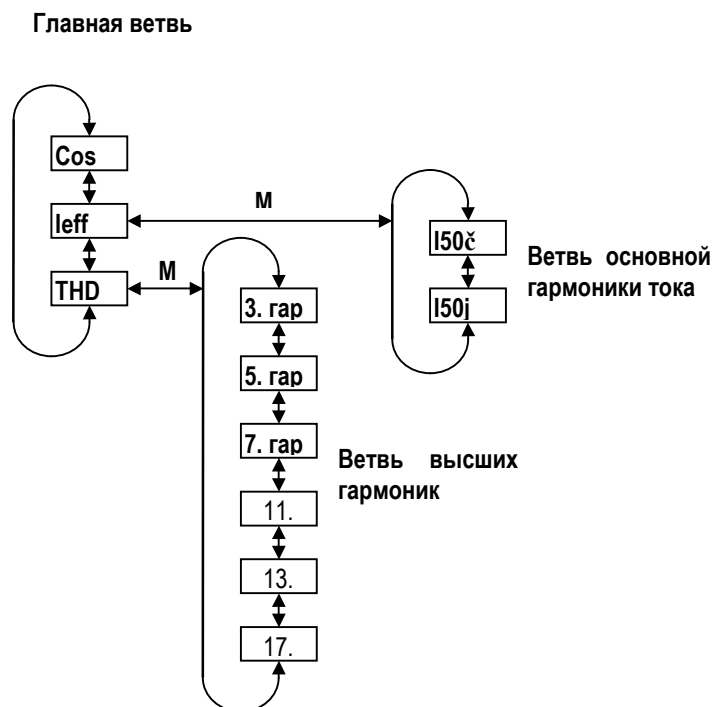 Главная ветвь
Cos
Ieff
THD
М
М
I50č
I50j
Ветвь основной
гармоники тока
3. гар
5. гар
7. гар
11.
13.
17.
Ветвь высших
гармоник